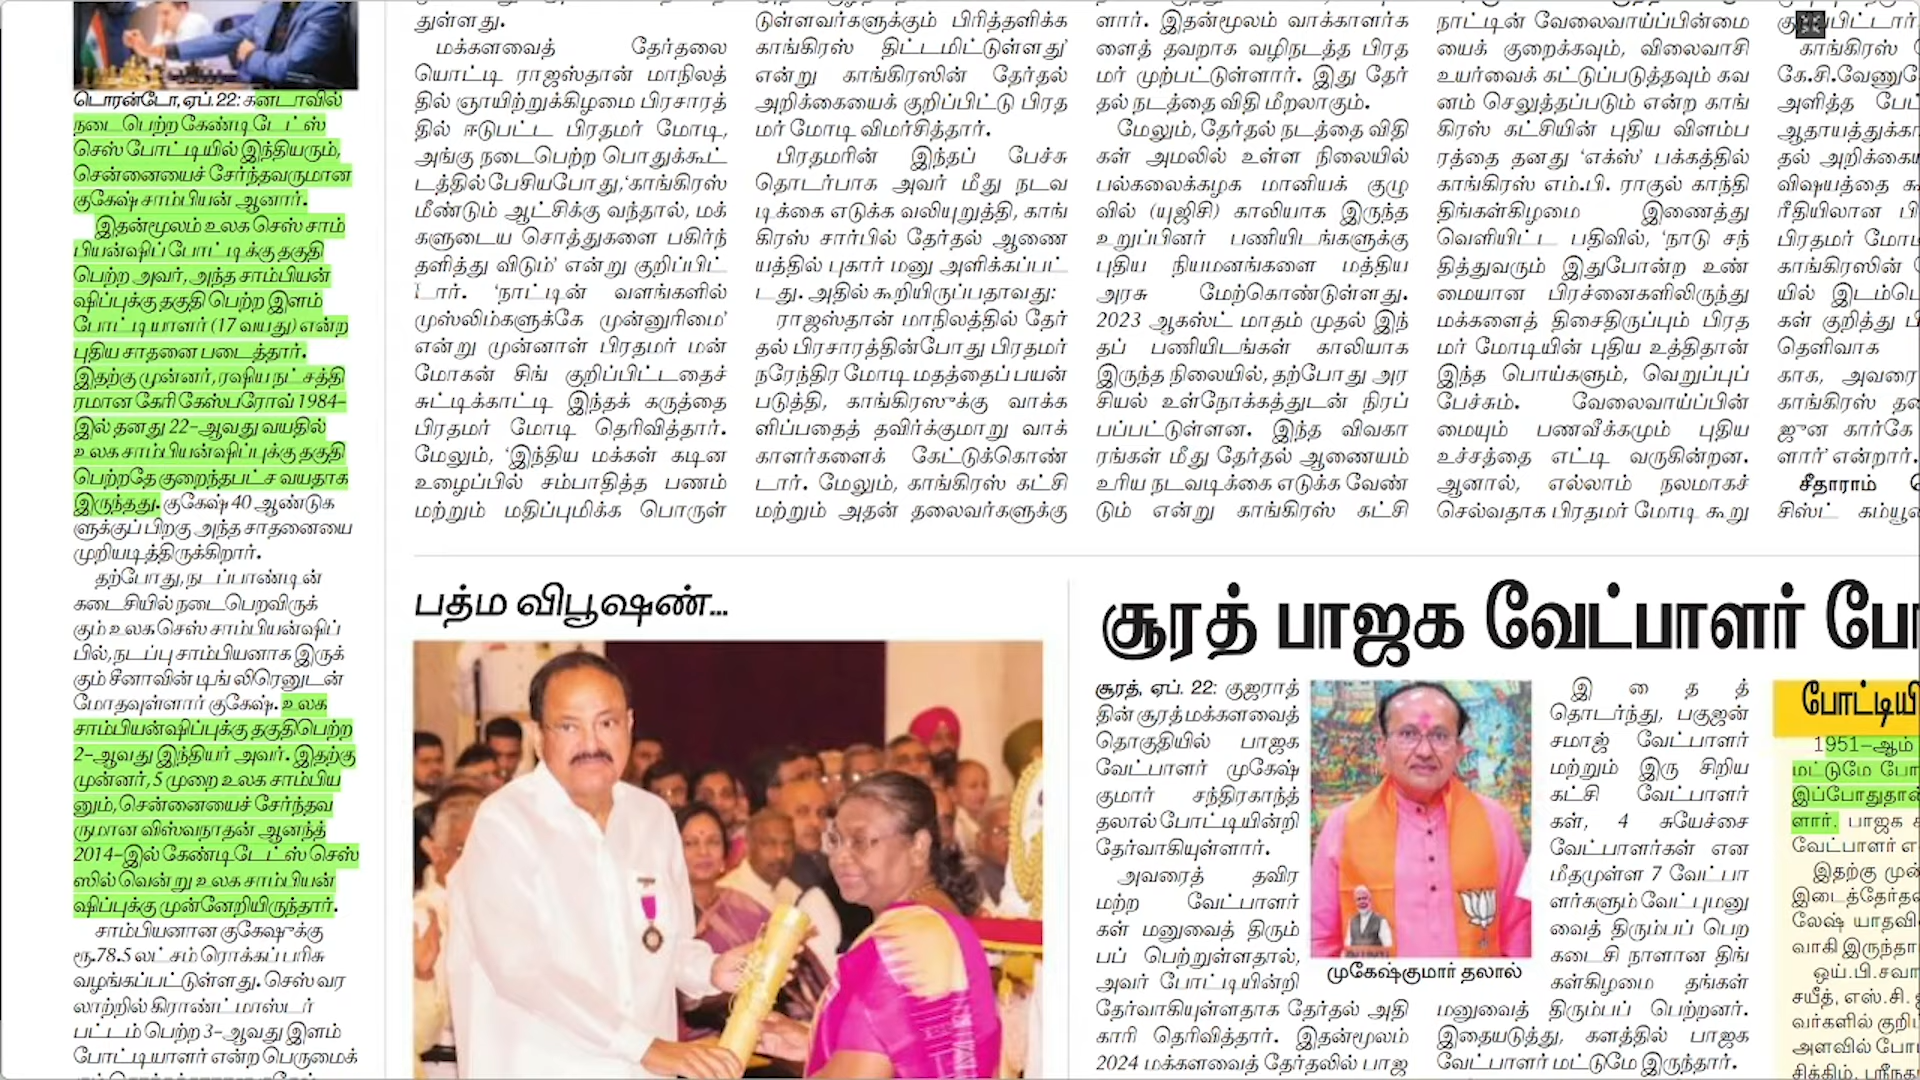 டொரன்டோ, ஏப். 22: கனடாவில்
நடைபெற்ற கேண்டிடேட்ஸ்
செஸ் போட்டியில் இந்தியரும்,
சென்னையைச் சேர்ந்தவருமான
குகேஷ் சாம்பியன் ஆனார்.
இதன்மூலம் உலக செஸ் சாம்
பியன்ஷிப் போட்டிக்கு தகுதி
பெற்ற அவர், அந்த சாம்பியன்
ஷிப்புக்கு தகுதி பெற்ற இளம்
போட்டியாளர் (17 வயது) என்ற
புதிய சாதனை படைத்தார்.
இதற்கு முன்னர், ரஷிய நட்சத்தி
ரமான கேரி கேஸ்பரோவ் 1984-
இல் தனது 22-ஆவது வயதில்
உலக சாம்பியன்ஷிப்புக்கு தகுதி
பெற்றதே குறைந்தபட்ச வயதாக
இருந்தது. குகேஷ் 40 ஆண்டுக
ளுக்குப் பிறகு அந்த சாதனையை
முறியடித்திருக்கிறார்.
தற்போது, நடப்பாண்டின்
கடைசியில் நடைபெறவிருக்
கும் உலக செஸ் சாம்பியன்ஷிப்
பில், நடப்பு சாம்பியனாக இருக்
கும் சீனாவின் டிங் லிரெனுடன்
மோதவுள்ளார் குகேஷ். உலக
சாம்பியன்ஷிப்புக்கு தகுதிபெற்ற
2-ஆவது இந்தியர் அவர். இதற்கு
முன்னர், 5 முறை உலக சாம்பிய
னும், சென்னையைச் சேர்ந்தவ
ருமான விஸ்வநாதன் ஆனந்த்
2014-இல் கேண்டிடேட்ஸ் செஸ்
ஸில் வென்று உலக சாம்பியன்
ஷிப்புக்கு முன்னேறியிருந்தார்.
சாம்பியனான குகேஷுக்கு
ரூ.78.5 லட்சம் ரொக்கப் பரிசு
வழங்கப்பட்டுள்ளது. செஸ் வர
லாற்றில் கிராண்ட்மாஸ்டர்
பட்டம் பெற்ற 3-ஆவது இளம்
போட்டியாளர் என்ற பெருமைக்
துள்ளது.
மக்களவைத் தேர்தலை
யொட்டி ராஜஸ்தான் மாநிலத்
தில் ஞாயிற்றுக்கிழமை பிரசாரத்
தில் ஈடுபட்ட பிரதமர் மோடி,
அங்கு நடைபெற்ற பொதுக்கூட்
டத்தில் பேசியபோது, 'காங்கிரஸ்
மீண்டும் ஆட்சிக்கு வந்தால், மக்
களுடைய சொத்துகளை பகிர்ந்
தளித்து விடும்' என்று குறிப்பிட்
டார். 'நாட்டின் வளங்களில்
முஸ்லிம்களுக்கே முன்னுரிமை'
என்று முன்னாள் பிரதமர் மன்
மோகன் சிங் குறிப்பிட்டதைச்
சுட்டிக்காட்டி இந்தக் கருத்தை
பிரதமர் மோடி தெரிவித்தார்.
மேலும், 'இந்திய மக்கள் கடின
உழைப்பில் சம்பாதித்த பணம்
மற்றும் மதிப்புமிக்க பொருள்
டுள்ளவர்களுக்கும் பிரித்தளிக்க
காங்கிரஸ் திட்டமிட்டுள்ளது'
என்று காங்கிரஸின் தேர்தல்
அறிக்கையைக் குறிப்பிட்டு பிரத
மர் மோடி விமர்சித்தார்.
பிரதமரின் இந்தப் பேச்சு
தொடர்பாக அவர் மீது நடவ
டிக்கை எடுக்க வலியுறுத்தி, காங்
கிரஸ் சார்பில் தேர்தல் ஆணை
யத்தில் புகார் மனு அளிக்கப்பட்
டது. அதில் கூறியிருப்பதாவது:
ராஜஸ்தான் மாநிலத்தில் தேர்
தல் பிரசாரத்தின்போது பிரதமர்
நரேந்திர மோடி மதத்தைப் பயன்
படுத்தி, காங்கிரஸுக்கு வாக்க
ளிப்பதைத் தவிர்க்குமாறு வாக்
காளர்களைக் கேட்டுக்கொண்
டார். மேலும், காங்கிரஸ் கட்சி
மற்றும் அதன் தலைவர்களுக்கு
ளார். இதன்மூலம் வாக்காளர்க
ளைத் தவறாக வழிநடத்த பிரத
மர் முற்பட்டுள்ளார். இது தேர்
தல் நடத்தை விதி மீறலாகும்.
மேலும், தேர்தல் நடத்தை விதி
கள் அமலில் உள்ள நிலையில்
பல்கலைக்கழக மானியக் குழு
வில் (யுஜிசி) காலியாக இருந்த
உறுப்பினர் பணியிடங்களுக்கு
புதிய நியமனங்களை மத்திய
அரசு மேற்கொண்டுள்ளது.
2023 ஆகஸ்ட் மாதம் முதல் இந்
தப் பணியிடங்கள் காலியாக
இருந்த நிலையில், தற்போது அர
சியல் உள்நோக்கத்துடன் நிரப்
பப்பட்டுள்ளன. இந்த விவகா
ரங்கள் மீது தேர்தல் ஆணையம்
உரிய நடவடிக்கை எடுக்க வேண்
டும் என்று காங்கிரஸ் கட்சி
நாட்டின் வேலைவாய்ப்பின்மை
யைக் குறைக்கவும், விலைவாசி
உயர்வைக் கட்டுப்படுத்தவும் கவ
னம் செலுத்தப்படும் என்ற காங்
கிரஸ் கட்சியின் புதிய விளம்ப
ரத்தை தனது 'எக்ஸ்' பக்கத்தில்
காங்கிரஸ் எம்.பி. ராகுல் காந்தி
திங்கள்கிழமை இணைத்து
வெளியிட்ட பதிவில், 'நாடு சந்
தித்துவரும் இதுபோன்ற உண்
மையான பிரச்னைகளிலிருந்து
மக்களைத் திசைதிருப்பும் பிரத
மர் மோடியின் புதிய உத்திதான்
இந்த பொய்களும், வெறுப்புப்
பேச்சும். வேலைவாய்ப்பின்
மையும் பணவீக்கமும் புதிய
உச்சத்தை எட்டி வருகின்றன.
ஆனால், எல்லாம் நலமாகச்
செல்வதாக பிரதமர் மோடி கூறு
காங்கிரஸ்
கே.சி.வேணு
அளித்த
ஆதாயத்துக்
தல் அறிக்கை
விஷயத்தை
ரீதியிலான
பிரதமர்
காங்கிரஸின்
யில்
கள் குறித்து
தெளிவாக
காக, அவரை
காங்கிரஸ்
ஜுன கார்கே
ளார்' என்றார்.
சீதாராம்
சிஸ்ட்
பத்ம விபூஷண்...
சூரத் பாஜக வேட்பாளர் போ
சூரத், ஏப். 22: குஜராத்
தின் சூரத் மக்களவைத்
தொகுதியில் பாஜக
வேட்பாளர் முகேஷ்
குமார் சந்திரகாந்த்
தலால் போட்டியின்றி
தேர்வாகியுள்ளார்.
அவரைத் தவிர
மற்ற வேட்பாளர்
கள் மனுவைத் திரும்
பப் பெற்றுள்ளதால்,
அவர் போட்டியின்றி
தேர்வாகியுள்ளதாக தேர்தல் அதி
காரி தெரிவித்தார். இதன்மூலம்
2024 மக்களவைத் தேர்தலில் பாஜ
முகேஷ்குமார் தலால்
இதைத்
தொடர்ந்து, பகுஜன்
சமாஜ் வேட்பாளர்
மற்றும் இரு சிறிய
கட்சி வேட்பாளர்
கள், 4 சுயேச்சை
வேட்பாளர்கள் என
மீதமுள்ள 7 வேட்பா
ளர்களும் வேட்புமனு
வைத் திரும்பப் பெற
கடைசி நாளான திங்
கள்கிழமை தங்கள்
மனுவைத் திரும்பப் பெற்றனர்.
இதையடுத்து, களத்தில் பாஜக
வேட்பாளர் மட்டுமே இருந்தார்.
போட்டியி
1951-ஆம்
மட்டுமே
இப்போதுதான்
ளார். பாஜக
வேட்பாளர்
இதற்கு முன்
இடைத்தேர்த
லேஷ்
வாகி இருந்தா
ஒய்.பி.சவா
சயீத், எஸ்.சி.
வர்களில்
அளவில்
சிக்கிம், ஸ்ரீநக